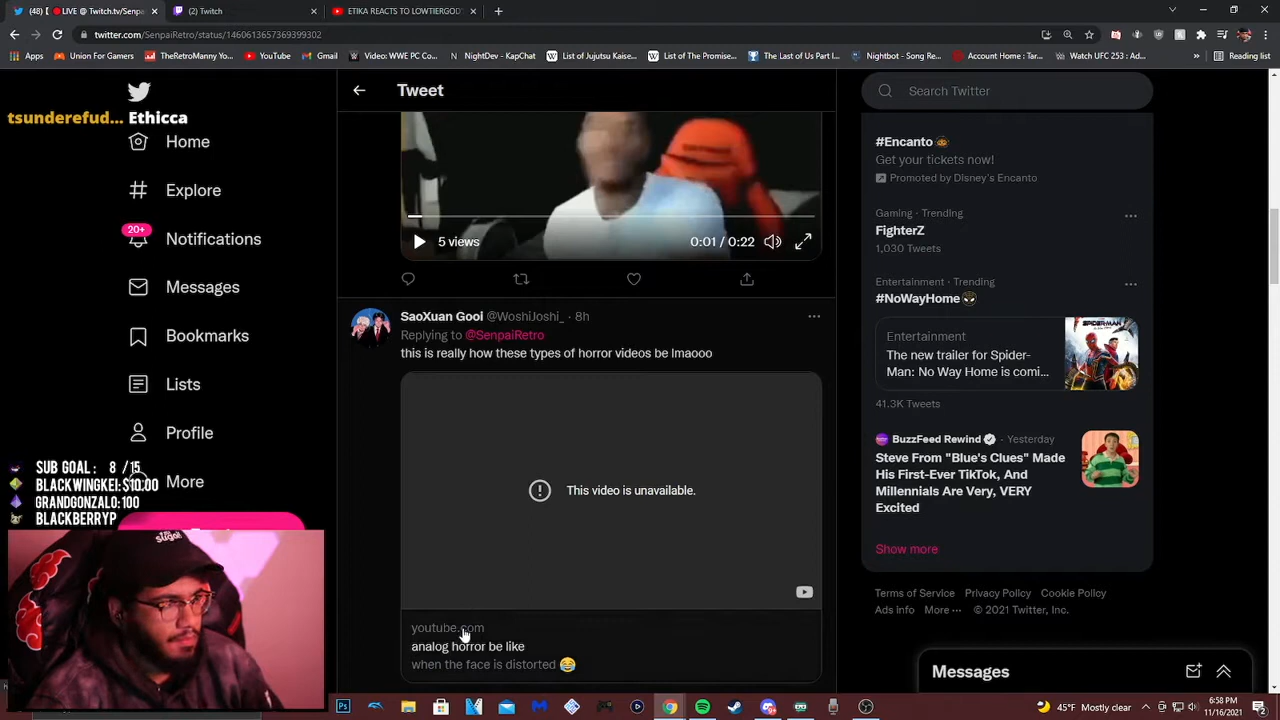 (48) LIVE @ Twitch.tv/Senpa
Twitch
ETIKA REACTS TO LOWTIERGOD
twitter.com/SenpaiRetro/status/1460613657369399302
Apps
Union For Gamers
TheRetroManny Yo...
YouTube
Gmail
Video: WWE PC Com...
NightDev - KapChat
List of Jujutsu Kaise...
List of The Promised...
The Last of Us Part I...
Nightbot - Song Re...
Account Home : Rio...
Watch UFC 253: Ad...
»
Reading list
tsunderefud... Ethicca
Home
Explore
20+
Notifications
Messages
Bookmarks
Lists
Profile
More
SUB GOAL : 8 /15
BLACKWINGKEI:$10.00
GRANDGONZALO:100
BLACKBERRYP
sugoi
Tweet
5 views
0:01 / 0:22
SaoXuan Gooi @WoshiJoshi_ · 8h
Replying to @SenpaiRetro
this is really how these types of horror videos be lmaooo
This video is unavailable.
youtube.com
analog horror be like
when the face is distorted 😂
Search Twitter
#Encanto
Get your tickets now!
Promoted by Disney's Encanto
Gaming · Trending
FighterZ
1,030 Tweets
Entertainment · Trending
#NoWayHome
Entertainment
The new trailer for Spider-
Man: No Way Home is comi...
SPIDER-MAN
41.3K Tweets
BuzzFeed Rewind · Yesterday
Steve From "Blue's Clues" Made
His First-Ever TikTok, And
Millennials Are Very, VERY
Excited
Show more
Terms of Service Privacy Policy Cookie Policy
Ads info More ··· © 2021 Twitter, Inc.
Messages
45°F Mostly clear
6:58 PM
11/16/2021